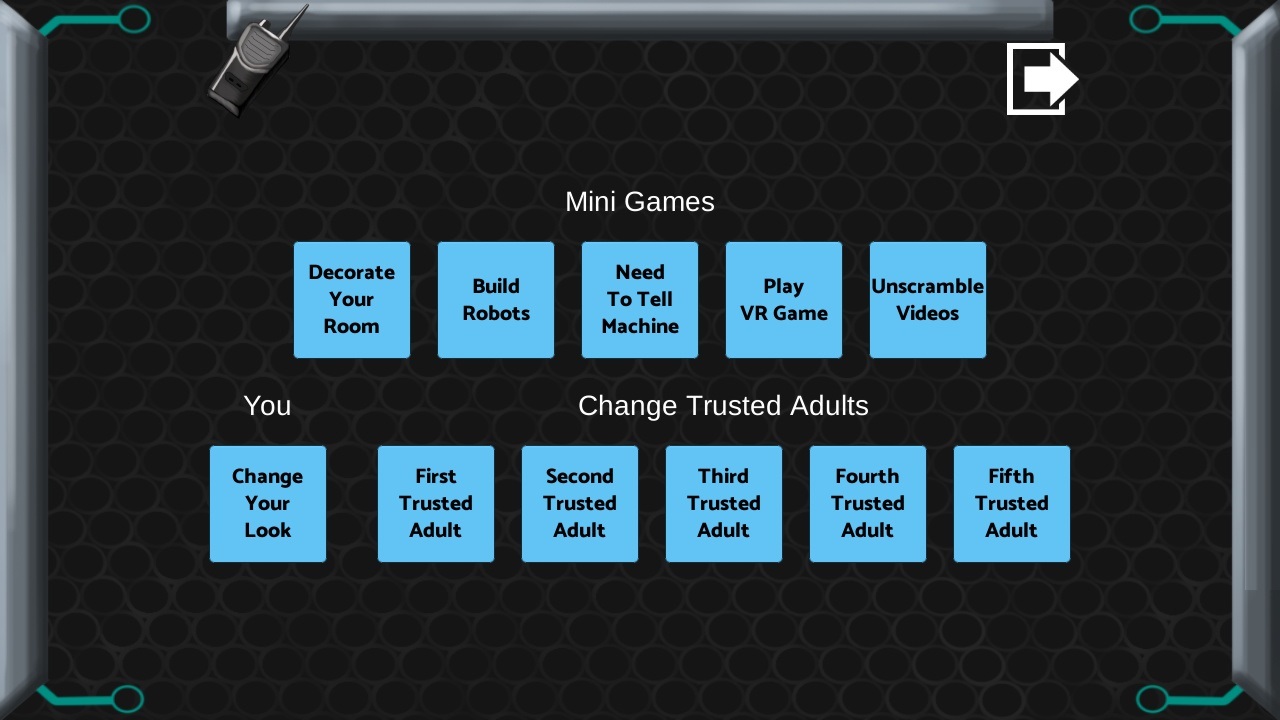 Mini Games
Decorate
Your
Room
Build
Robots
Need
To Tell
Machine
Play
VR Game
Unscramble
Videos
You
Change Trusted Adults
Change
Your
Look
First
Trusted
Adult
Second
Trusted
Adult
Third
Trusted
Adult
Fourth
Trusted
Adult
Fifth
Trusted
Adult